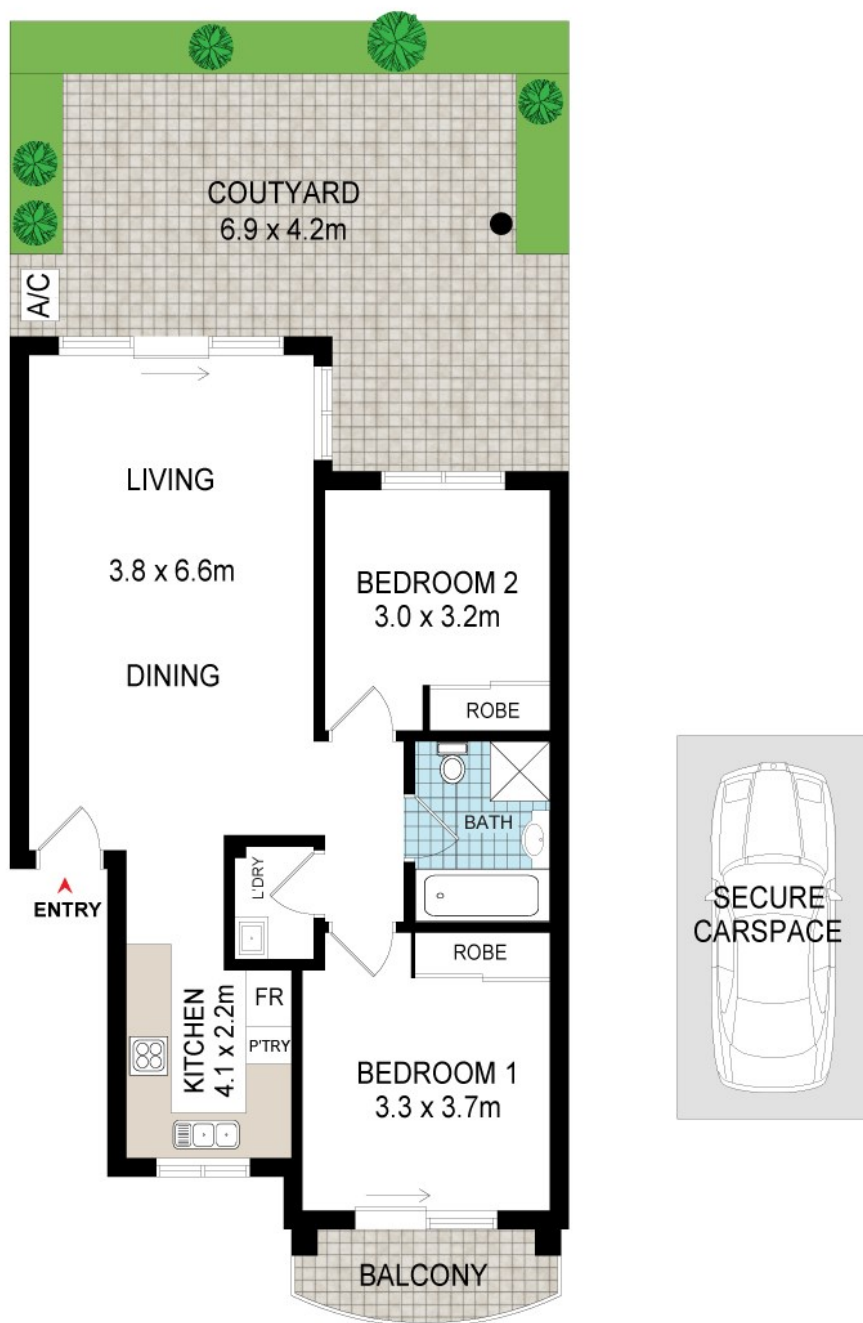 COUTYARD
6.9 x 4.2m
A/C
LIVING
3.8 x 6.6m
DINING
BEDROOM 2
3.0 x 3.2m
ROBE
BATH
L'DRY
ENTRY
ROBE
FR
P'TRY
KITCHEN
4.1 x 2.2m
BEDROOM 1
3.3 x 3.7m
BALCONY
SECURE
CARSPACE